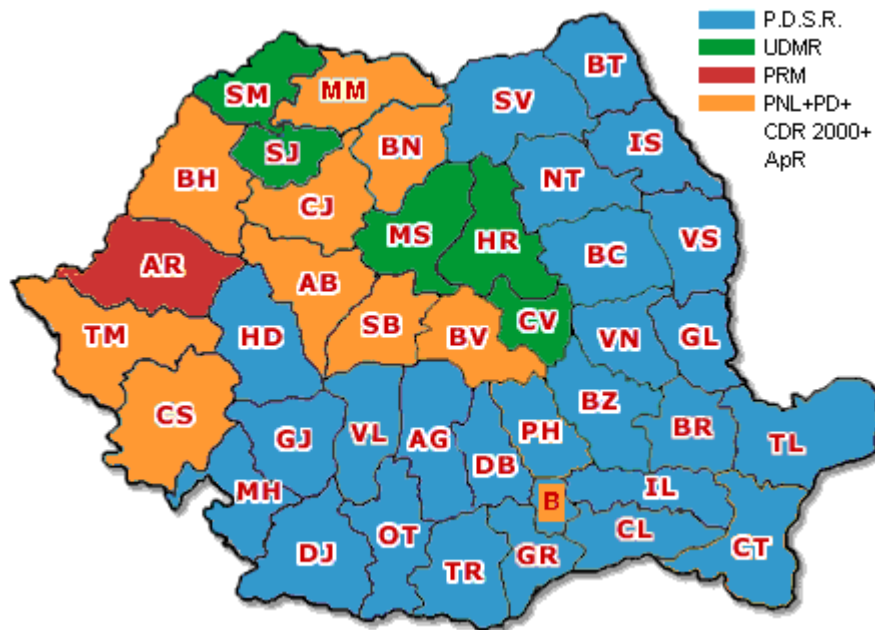 P.D.S.R.
UDMR
PRM
PNL+PD+
CDR 2000+
ApR
BT
SV
MM
SM
IS
BN
SJ
NT
BH
CJ
MS
HR
VS
BC
AR
AB
CV
SB
BV
TM
HD
VN
GL
CS
BZ
BR
GJ
VL
AG
PH
TL
DB
MH
IL
B
OT
CL
DJ
TR
GR
CT